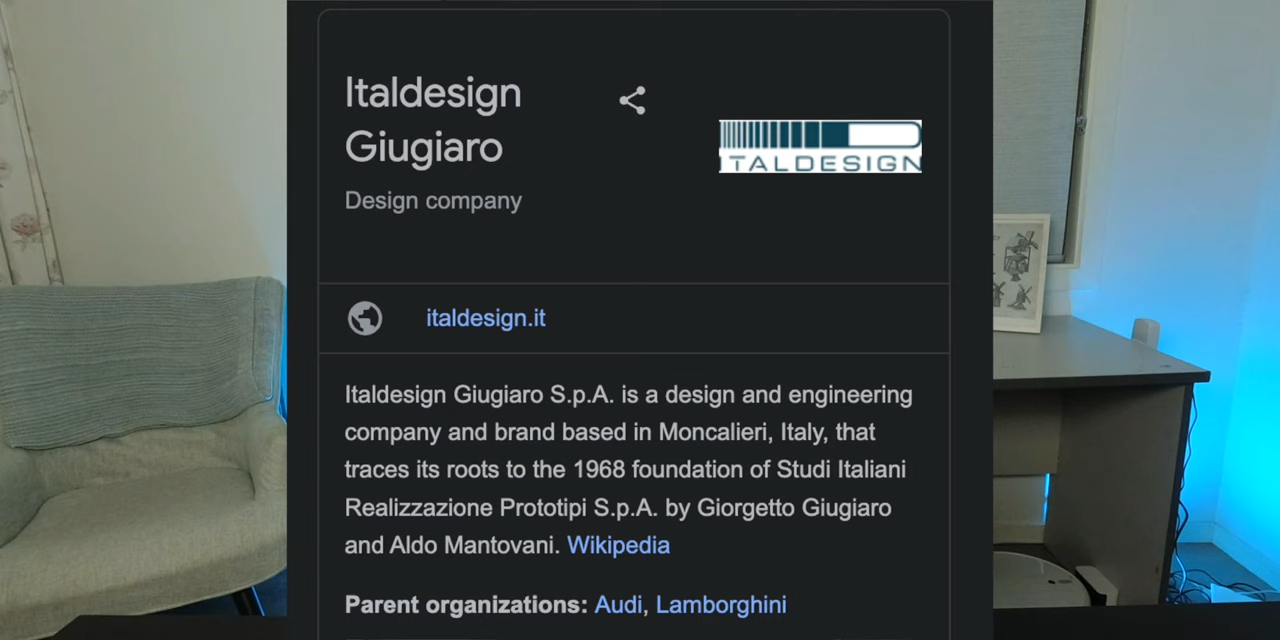 Italdesign
Giugiaro
Design company
ITALDESIGN
italdesign.it
Italdesign Giugiaro S.p.A. is a design and engineering
company and brand based in Moncalieri, Italy, that
traces its roots to the 1968 foundation of Studi Italiani
Realizzazione Prototipi S.p.A. by Giorgetto Giugiaro
and Aldo Mantovani. Wikipedia
Parent organizations: Audi, Lamborghini